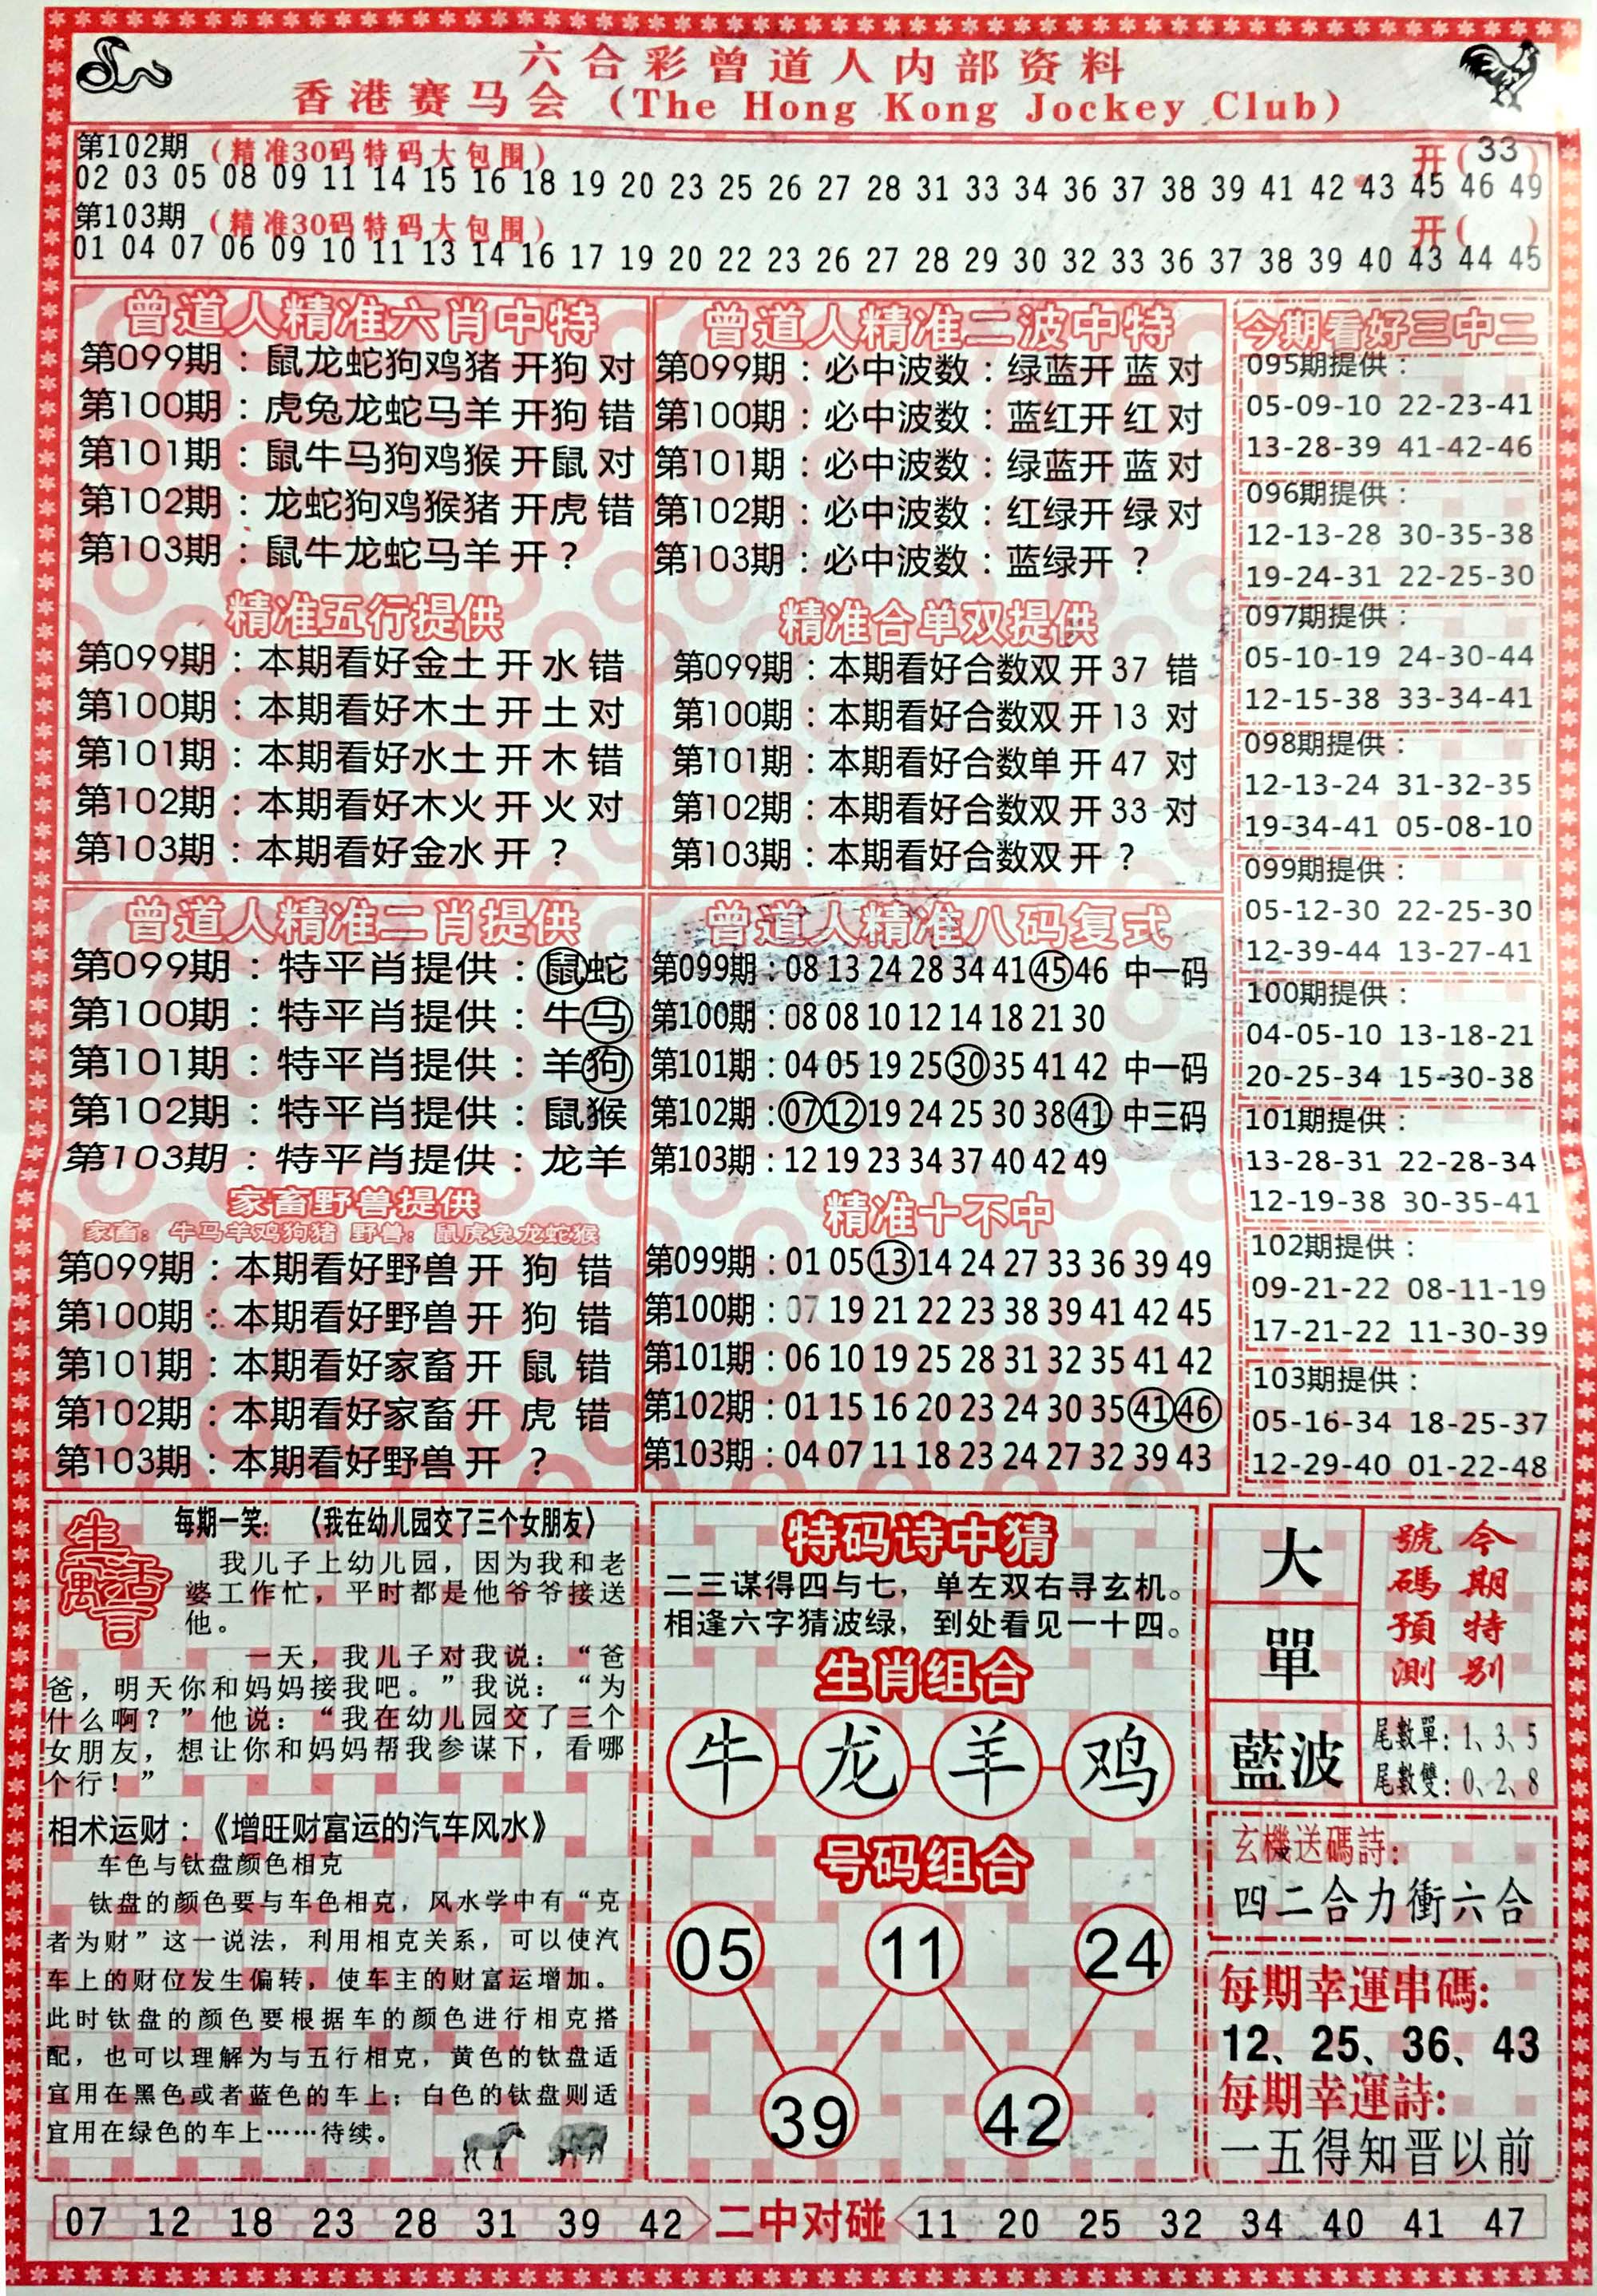 六合彩曾道人内部资料
香港赛马会(The Hong Kong Jockey Club)
第102期(精准30码特码大包围) 开(33)
02 03 05 08 09 11 14 15 16 18 19 20 23 25 26 27 28 31 33 34 36 37 38 39 41 42 43 45 46 49
第103期(精准30码特码大包围) 开( )
01 04 07 06 09 10 11 13 14 16 17 19 20 22 23 26 27 28 29 30 32 33 36 37 38 39 40 43 44 45
曾道人精准六肖中特
第099期:鼠龙蛇狗鸡猪 开狗 对
第100期:虎兔龙蛇马羊 开狗 错
第101期:鼠牛马狗鸡猴 开鼠 对
第102期:龙蛇狗鸡猴猪 开虎 错
第103期:鼠牛龙蛇马羊 开?
精准五行提供
第099期:本期看好金土 开 水 错
第100期:本期看好木土 开 土 对
第101期:本期看好水土 开 木 错
第102期:本期看好木火 开 火 对
第103期:本期看好金水 开 ?
曾道人精准二波中特
第099期:必中波数:绿蓝开 蓝 对
第100期:必中波数:蓝红开 红 对
第101期:必中波数:绿蓝开 蓝 对
第102期:必中波数:红绿开 绿 对
第103期:必中波数:蓝绿开 ?
精准合单双提供
第099期:本期看好合数双 开 37 错
第100期:本期看好合数双 开 13 对
第101期:本期看好合数单 开 47 对
第102期:本期看好合数双 开 33 对
第103期:本期看好合数双 开 ?
曾道人精准二肖提供
第099期:特平肖提供:鼠蛇
第100期:特平肖提供:牛马
第101期:特平肖提供:羊狗
第102期:特平肖提供:鼠猴
第103期:特平肖提供:龙羊
家畜野兽提供
家畜:牛马羊鸡狗猪 野兽:鼠虎兔龙蛇猴
第099期:本期看好野兽 开 狗 错
第100期:本期看好野兽 开 狗 错
第101期:本期看好家畜 开 鼠 错
第102期:本期看好家畜 开 虎 错
第103期:本期看好野兽 开 ?
曾道人精准八码复式
第099期:08 13 24 28 34 41 45 46 中一码
第100期:08 08 10 12 14 18 21 30
第101期:04 05 19 25 30 35 41 42 中一码
第102期:07 12 19 24 25 30 38 41 中三码
第103期:12 19 23 34 37 40 42 49
精准十不中
第099期:01 05 13 14 24 27 33 36 39 49
第100期:07 19 21 22 23 38 39 41 42 45
第101期:06 10 19 25 28 31 32 35 41 42
第102期:01 15 16 20 23 24 30 35 41 46
第103期:04 07 11 18 23 24 27 32 39 43
今期看好三中二
095期提供:
05-09-10 22-23-41
13-28-39 41-42-46
096期提供:
12-13-28 30-35-38
19-24-31 22-25-30
097期提供:
05-10-19 24-30-44
12-15-38 33-34-41
098期提供:
12-13-24 31-32-35
19-34-41 05-08-10
099期提供:
05-12-30 22-25-30
12-39-44 13-27-41
100期提供:
04-05-10 13-18-21
20-25-34 15-30-38
101期提供:
13-28-31 22-28-34
12-19-38 30-35-41
102期提供:
09-21-22 08-11-19
17-21-22 11-30-39
103期提供:
05-16-34 18-25-37
12-29-40 01-22-48
生活寓言
每期一笑: 《我在幼儿园交了三个女朋友》
我儿子上幼儿园,因为我和老
婆工作忙,平时都是他爷爷接送
他。
一天,我儿子对我说:“爸
爸,明天你和妈妈接我吧。”我说:“为
什么啊?”他说:“我在幼儿园交了三个
女朋友,想让你和妈妈帮我参谋下,看哪
个行!”
相术运财:《增旺财富运的汽车风水》
车色与钛盘颜色相克
钛盘的颜色要与车色相克,风水学中有“克
者为财”这一说法,利用相克关系,可以使汽
车上的财位发生偏转,使车主的财富运增加。
此时钛盘的颜色要根据车的颜色进行相克搭
配,也可以理解为与五行相克,黄色的钛盘适
宜用在黑色或者蓝色的车上;白色的钛盘则适
宜用在绿色的车上……待续。
特码诗中猜
二三谋得四与七,单左双右寻玄机。
相逢六字猜波绿,到处看见一十四。
生肖组合
牛 龙 羊 鸡
号码组合
05 11 24
39 42
大
單
藍波
今期特别
號碼預測
尾數單:1、3、5
尾數雙:0、2、8
玄機送碼詩:
四二合力衝六合
每期幸運串碼:
12、25、36、43
每期幸運詩:
一五得知晋以前
07 12 18 23 28 31 39 42 二中对碰 11 20 25 32 34 40 41 47